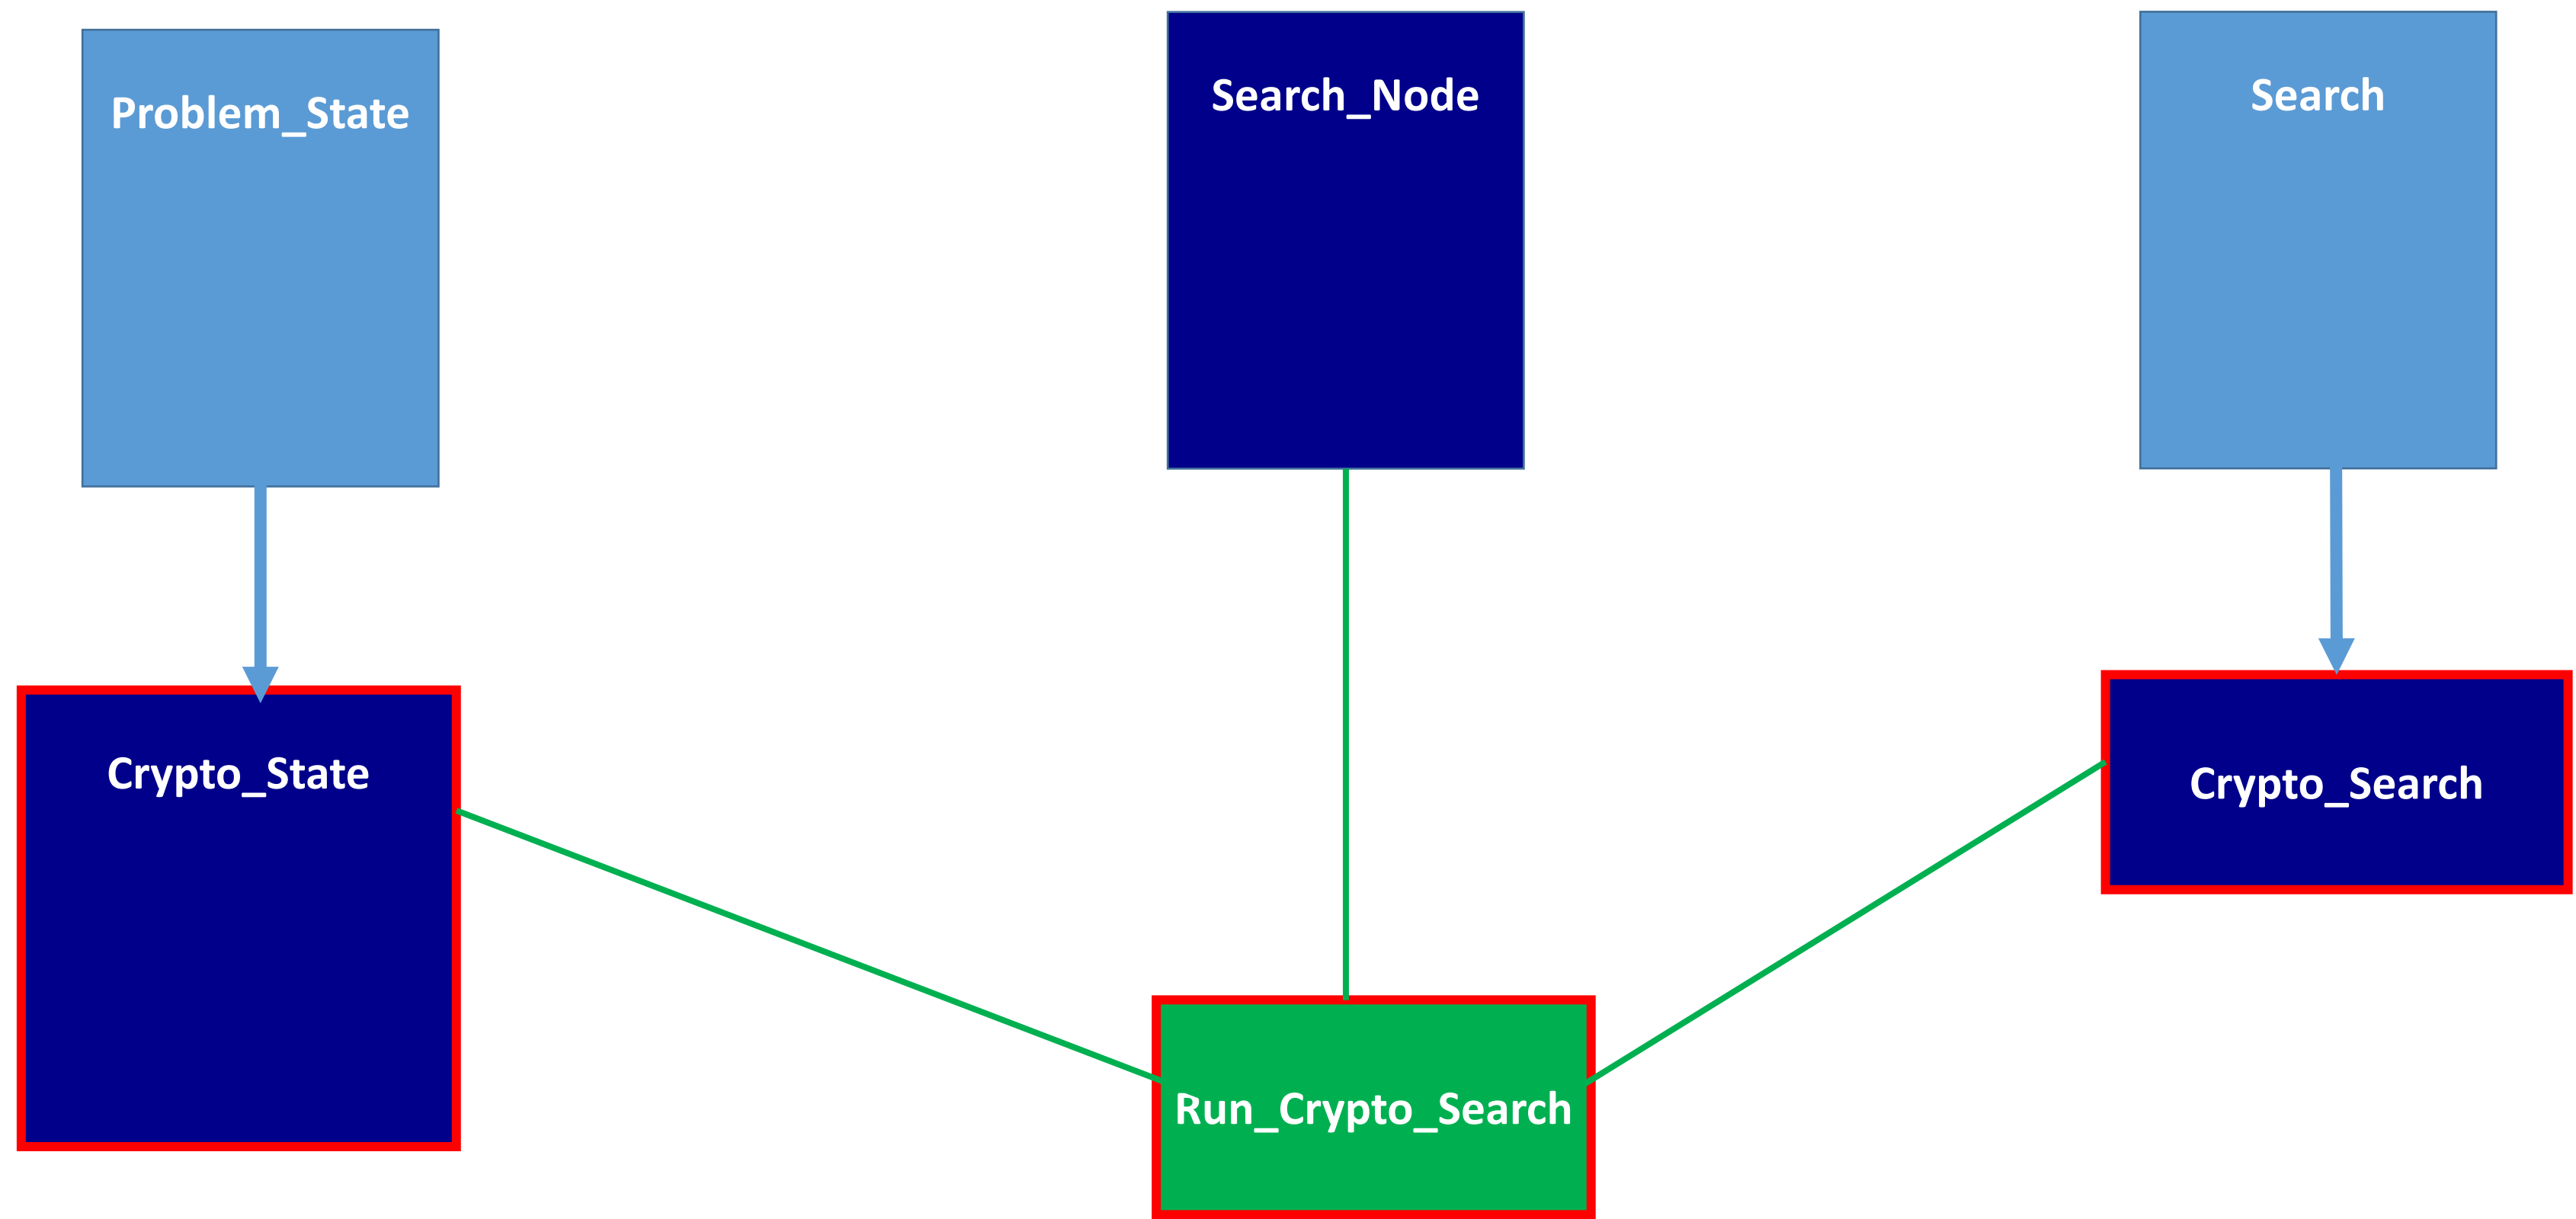 Problem_State
Search_Node
Search
Crypto_State
Crypto_Search
Run_Crypto_Search